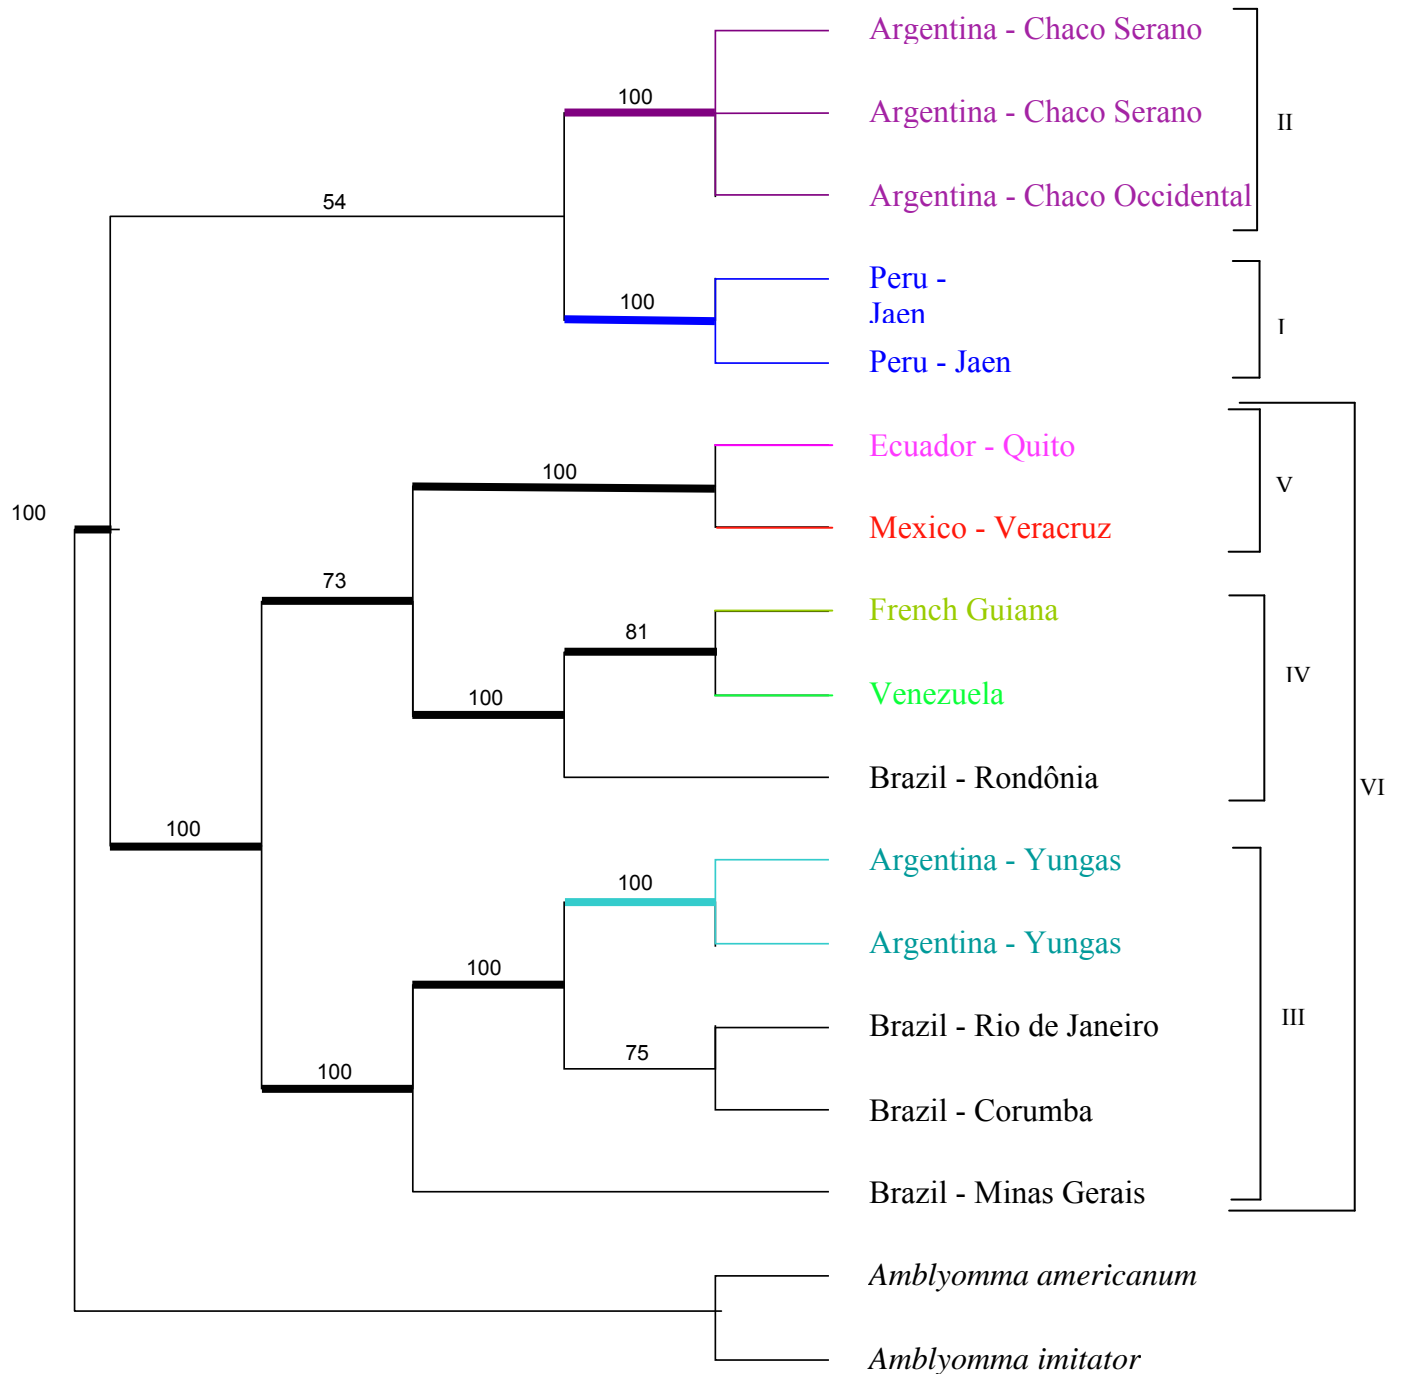 Argentina - Chaco Serano
100
Argentina - Chaco Serano
II
54
Argentina - Chaco Occidental
Peru -
Jaen
100
I
Peru - Jaen
Ecuador - Quito
100
V
100
Mexico - Veracruz
73
French Guiana
81
IV
100
Venezuela
Brazil - Rondônia
VI
100
Argentina - Yungas
100
Argentina - Yungas
100
Brazil - Rio de Janeiro
III
75
100
Brazil - Corumba
Brazil - Minas Gerais
Amblyomma americanum
Amblyomma imitator